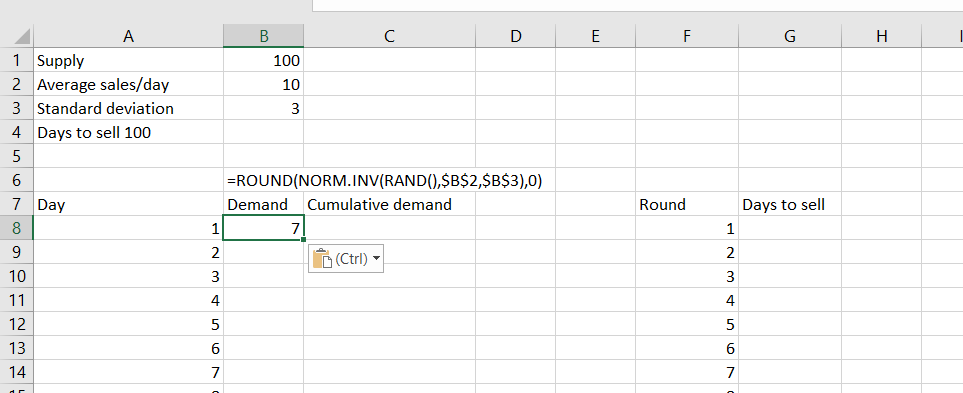 A B C D E F G H
1 Supply 100
2 Average sales/day 10
3 Standard deviation 3
4 Days to sell 100
5
6 =ROUND(NORM.INV(RAND(),$B$2,$B$3),0)
7 Day Demand Cumulative demand Round Days to sell
8 1 7 1
9 2 (Ctrl) 2
10 3 3
11 4 4
12 5 5
13 6 6
14 7 7